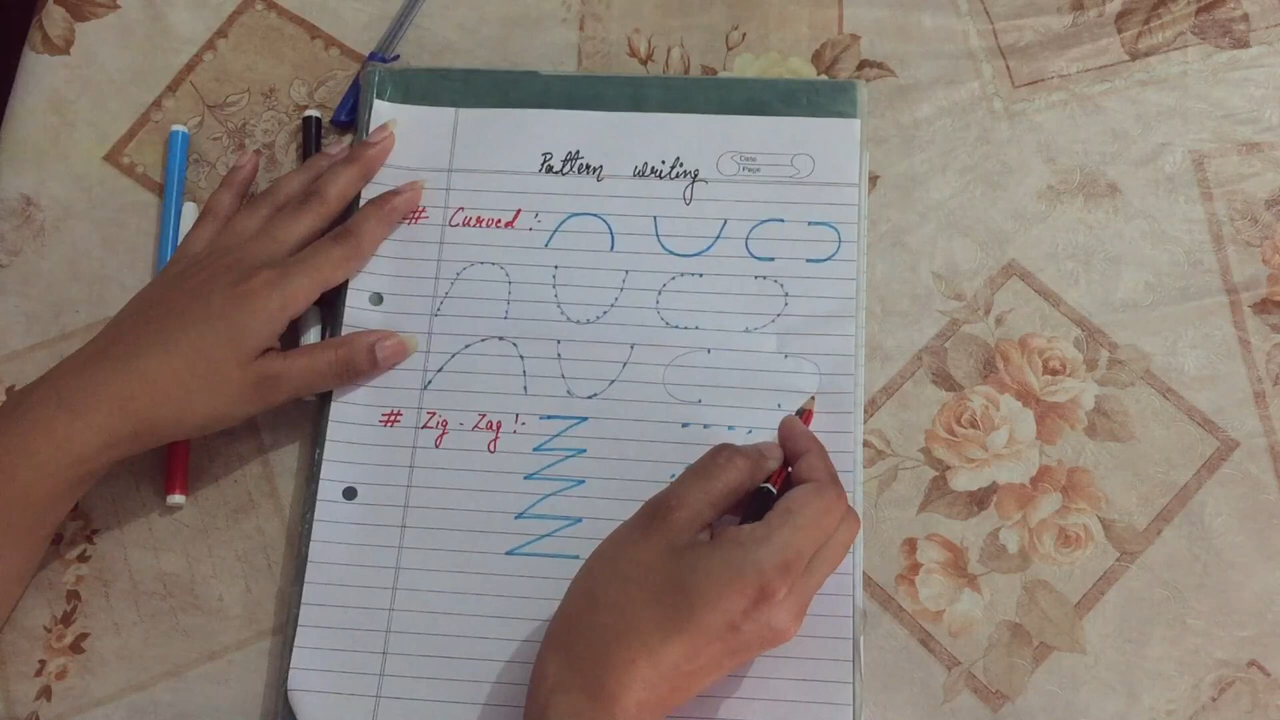 Pattern writing
Date
Page
# Curved :-
# Zig - Zag :-